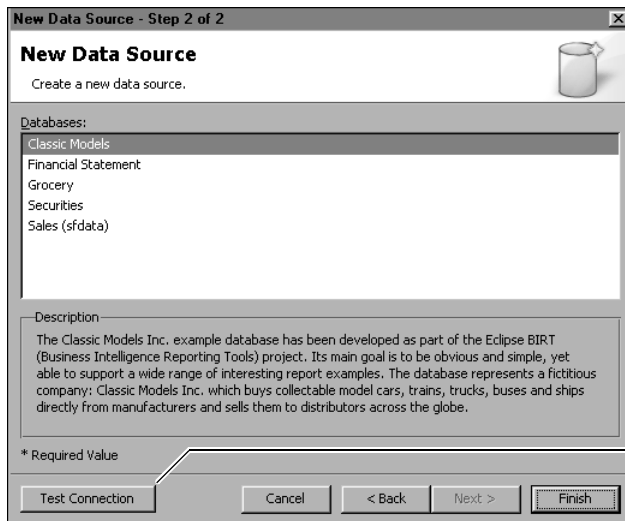 New Data Source - Step 2 of 2
New Data Source
Create a new data source.
Databases:
Classic Models
Financial Statement
Grocery
Securities
Sales (sfdata)
Description
The Classic Models Inc. example database has been developed as part of the Eclipse BIRT
(Business Intelligence Reporting Tools) project. Its main goal is to be obvious and simple, yet
able to support a wide range of interesting report examples. The database represents a fictitious
company: Classic Models Inc. which buys collectable model cars, trains, trucks, buses and ships
directly from manufacturers and sells them to distributors across the globe.
* Required Value
Test Connection Cancel < Back Next > Finish